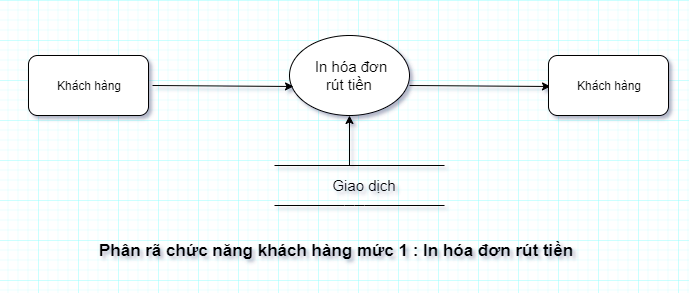 Khách hàng
In hóa đơn
rút tiền
Khách hàng
Giao dịch
Phân rã chức năng khách hàng mức 1 : In hóa đơn rút tiền